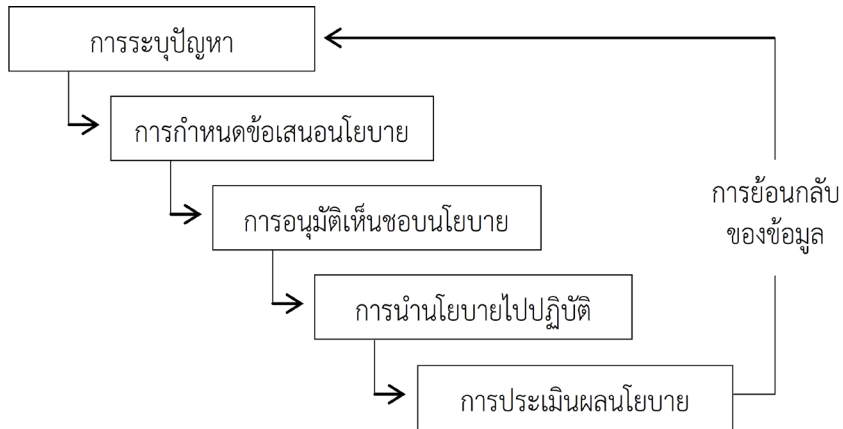 การระบุปัญหา
การกำหนดข้อเสนอนโยบาย
การอนุมัติเห็นชอบนโยบาย
การนำนโยบายไปปฏิบัติ
การประเมินผลนโยบาย
การย้อนกลับ
ของข้อมูล